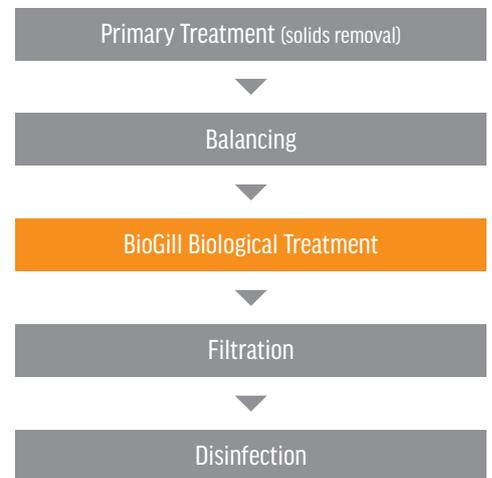 Primary Treatment (solids removal)
Balancing
BioGill Biological Treatment
Filtration
Disinfection